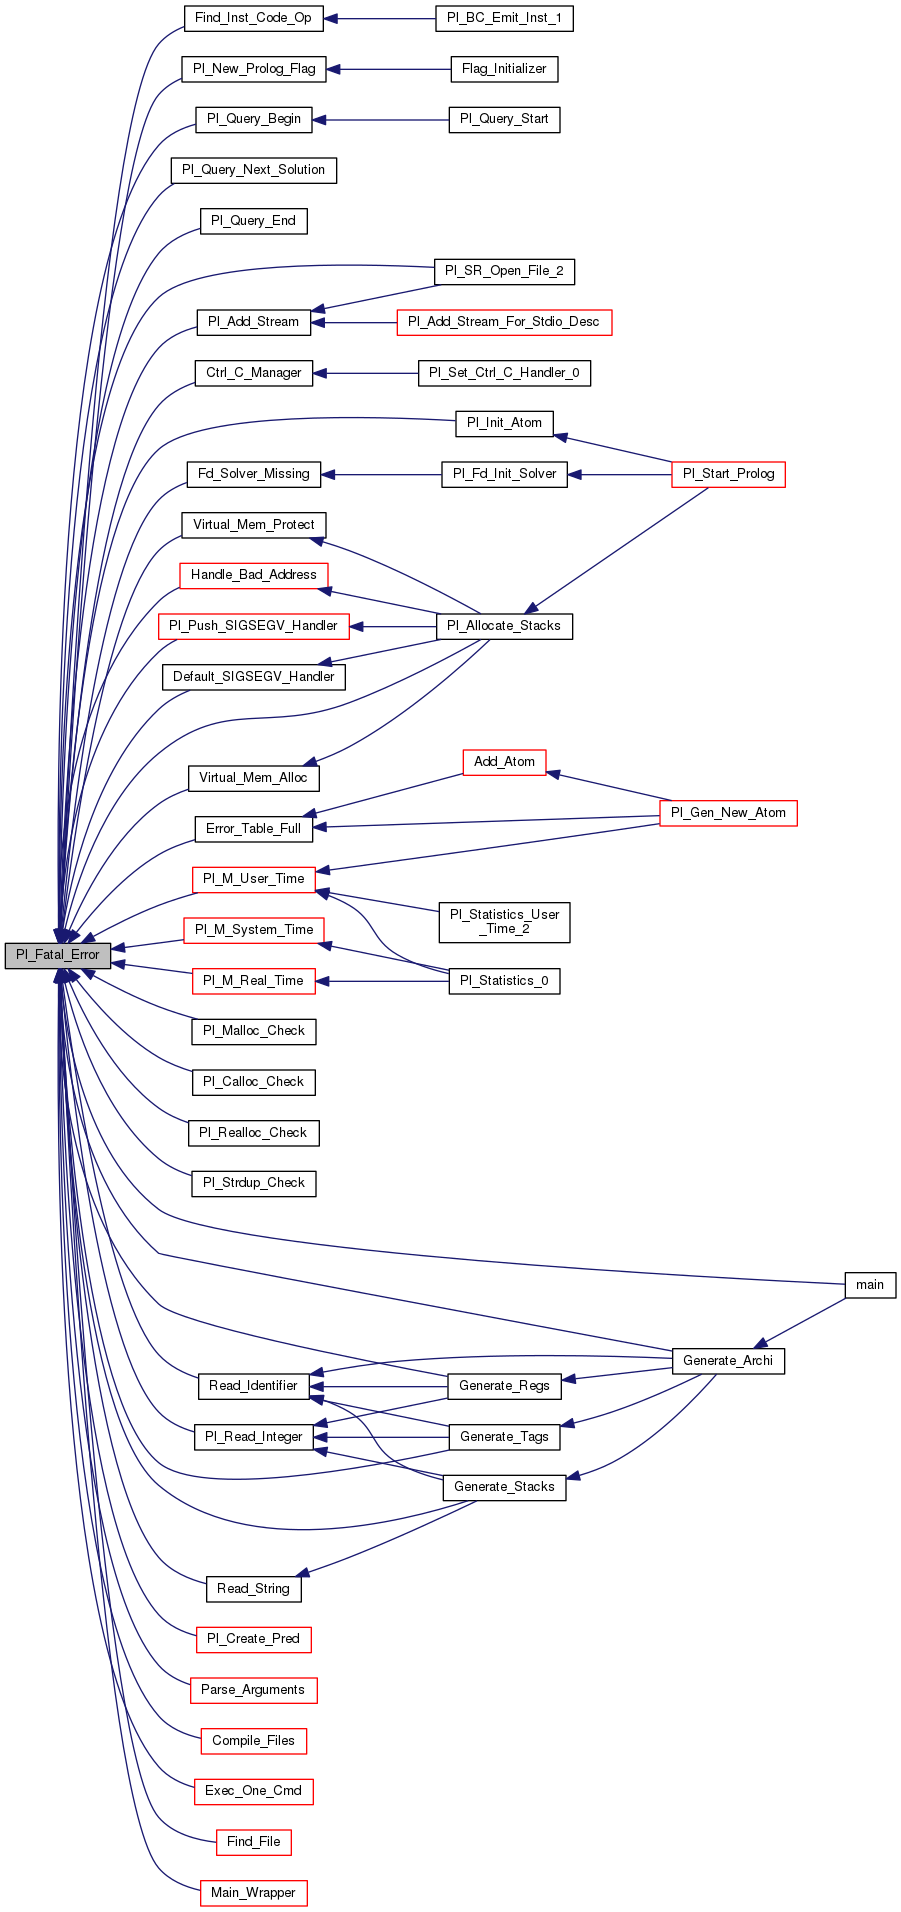 Find_Inst_Code_Op
Pl_BC_Emit_Inst_1
Pl_New_Prolog_Flag
Flag_Initializer
Pl_Query_Begin
Pl_Query_Start
Pl_Query_Next_Solution
Pl_Query_End
Pl_SR_Open_File_2
Pl_Add_Stream
Pl_Add_Stream_For_Stdio_Desc
Ctrl_C_Manager
Pl_Set_Ctrl_C_Handler_0
Pl_Init_Atom
Fd_Solver_Missing
Pl_Fd_Init_Solver
Pl_Start_Prolog
Virtual_Mem_Protect
Handle_Bad_Address
Pl_Push_SIGSEGV_Handler
Pl_Allocate_Stacks
Default_SIGSEGV_Handler
Virtual_Mem_Alloc
Add_Atom
Error_Table_Full
Pl_Gen_New_Atom
Pl_M_User_Time
Pl_Statistics_User
_Time_2
Pl_M_System_Time
Pl_Fatal_Error
Pl_M_Real_Time
Pl_Statistics_0
Pl_Malloc_Check
Pl_Calloc_Check
Pl_Realloc_Check
Pl_Strdup_Check
main
Generate_Archi
Read_Identifier
Generate_Regs
Pl_Read_Integer
Generate_Tags
Generate_Stacks
Read_String
Pl_Create_Pred
Parse_Arguments
Compile_Files
Exec_One_Cmd
Find_File
Main_Wrapper